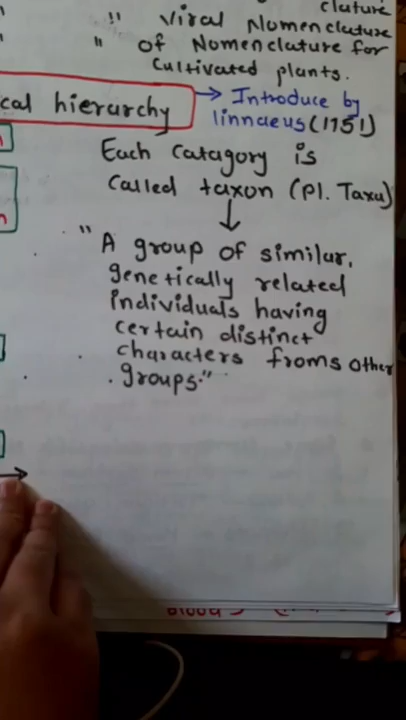 clature
" Viral Nomenclature
" of Nomenclature for
Cultivated plants.
cal hierarchy → Introduce by
linnaeus (1751)
Each Catagory is
Called taxon (Pl. Taxa)
↓
"A group of similar,
genetically related
individuals having
certain distinct
characters froms other
groups."